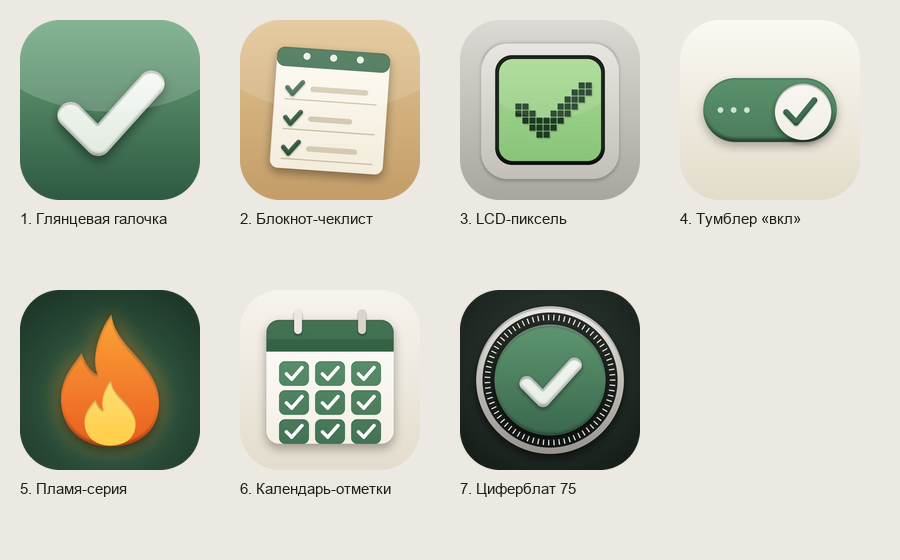 1. Глянцевая галочка
2. Блокнот-чеклист
3. LCD-пиксель
4. Тумблер «вкл»
5. Пламя-серия
6. Календарь-отметки
7. Циферблат 75